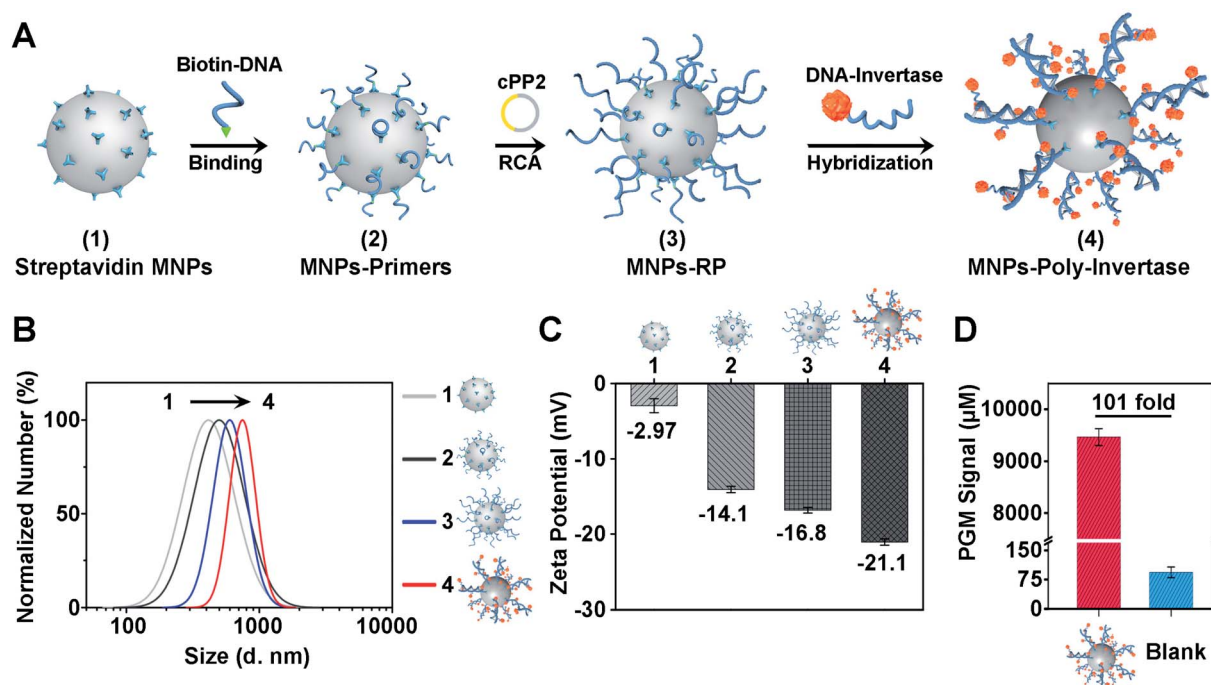 A
Biotin-DNA
Binding
cPP2
RCA
DNA-Invertase
Hybridization
(1)
Streptavidin MNPs
(2)
MNPs-Primers
(3)
MNPs-RP
(4)
MNPs-Poly-Invertase
B
Normalized Number (%)
100
50
0
1
4
100
1000
10000
Size (d. nm)
1
2
3
4
C
1
2
3
4
Zeta Potential (mV)
0
-10
-20
-30
-2.97
-14.1
-16.8
-21.1
D
PGM Signal (μM)
10000
9000
8000
150
75
0
101 fold
Blank